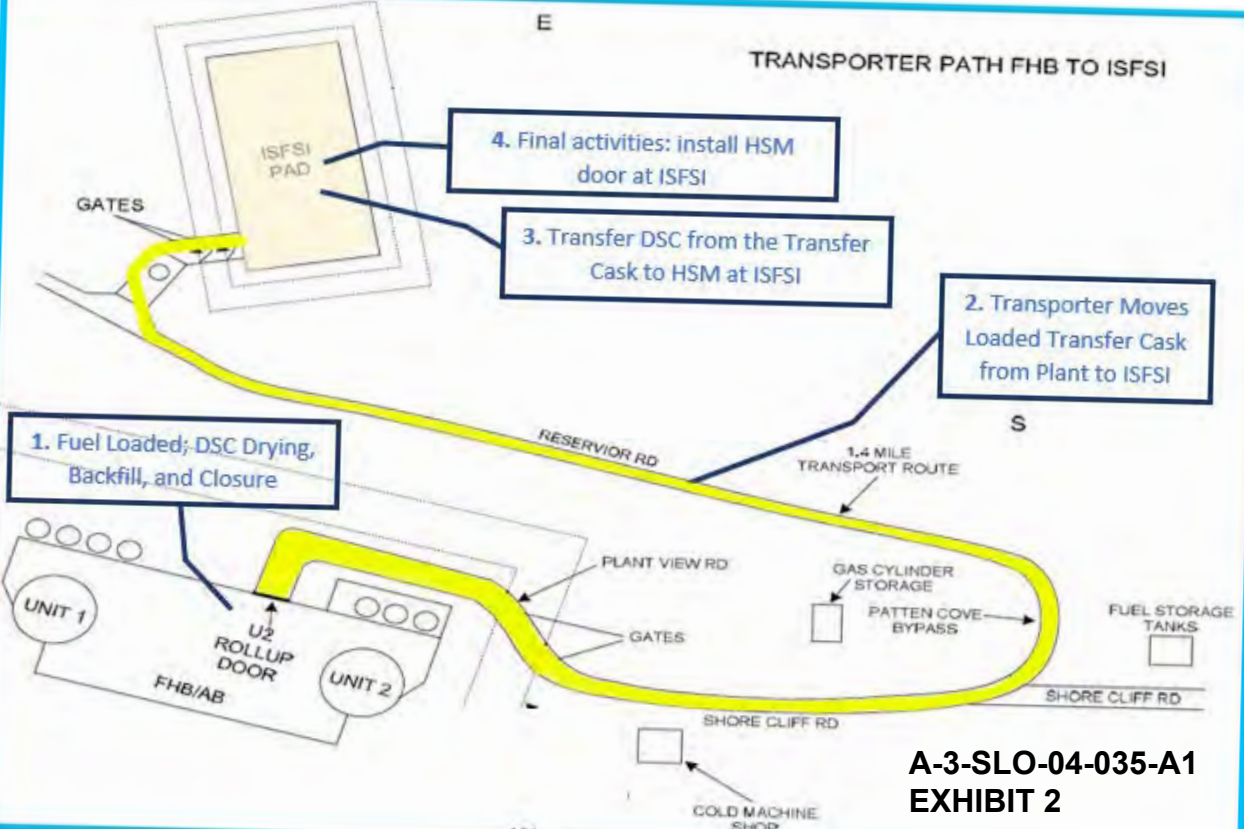 E
TRANSPORTER PATH FHB TO ISFSI
4. Final activities: install HSM
door at ISFSI
ISFSI
PAD
GATES
3. Transfer DSC from the Transfer
Cask to HSM at ISFSI
2. Transporter Moves
Loaded Transfer Cask
from Plant to ISFSI
S
1. Fuel Loaded; DSC Drying,
Backfill, and Closure
RESERVIOR RD
1.4 MILE
TRANSPORT ROUTE
PLANT VIEW RD
GAS CYLINDER
STORAGE
PATTEN COVE
BYPASS
FUEL STORAGE
TANKS
UNIT 1
U2
ROLLUP
DOOR
GATES
UNIT 2
FHB/AB
SHORE CLIFF RD
SHORE CLIFF RD
COLD MACHINE
SHOP
A-3-SLO-04-035-A1
EXHIBIT 2